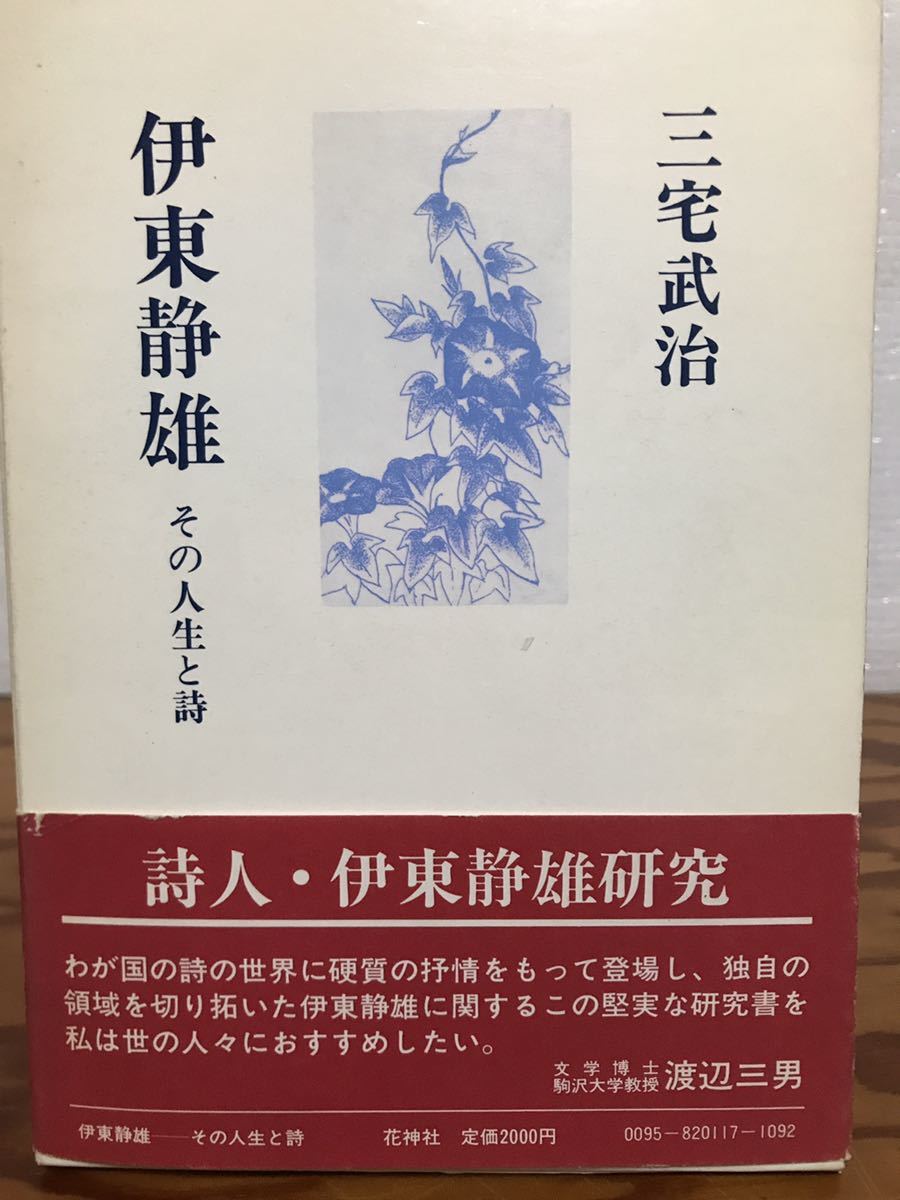 三宅武治
伊東静雄 その人生と詩
詩人・伊東静雄研究
わが国の詩の世界に硬質の抒情をもって登場し、独自の
領域を切り拓いた伊東静雄に関するこの堅実な研究書を
私は世の人々におすすめしたい。
文学博士
駒沢大学教授 渡辺三男
伊東静雄――その人生と詩 花神社 定価2000円 0095-820117-1092